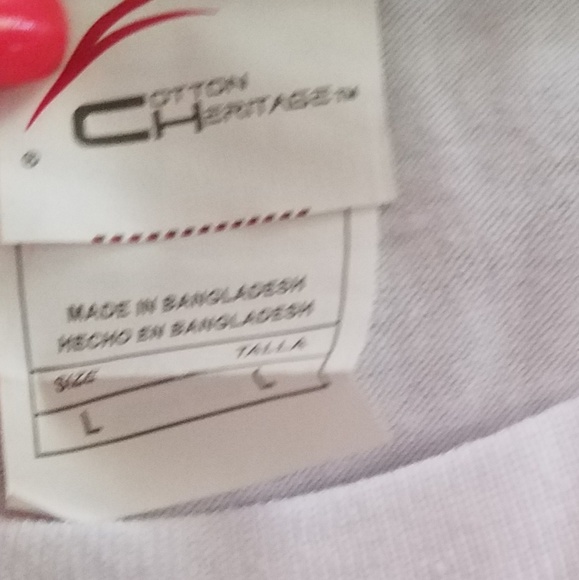 COTTON
HERITAGE™
®
MADE IN BANGLADESH
HECHO EN BANGLADESH
SIZE TALLA
L L